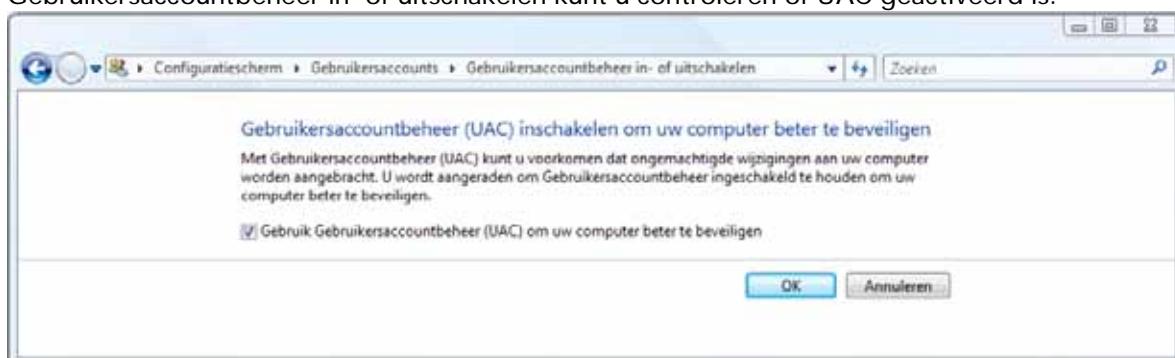 Gebruikersaccountbeheer in- of uitschakelen kunt u controleren of UAC geactiveerd is.
Configuratiescherm Gebruikersaccounts Gebruikersaccountbeheer in- of uitschakelen Zoeken
Gebruikersaccountbeheer (UAC) inschakelen om uw computer beter te beveiligen
Met Gebruikersaccountbeheer (UAC) kunt u voorkomen dat ongemachtigde wijzigingen aan uw computer
worden aangebracht. U wordt aangeraden om Gebruikersaccountbeheer ingeschakeld te houden om uw
computer beter te beveiligen.
Gebruik Gebruikersaccountbeheer (UAC) om uw computer beter te beveiligen
OK Annuleren